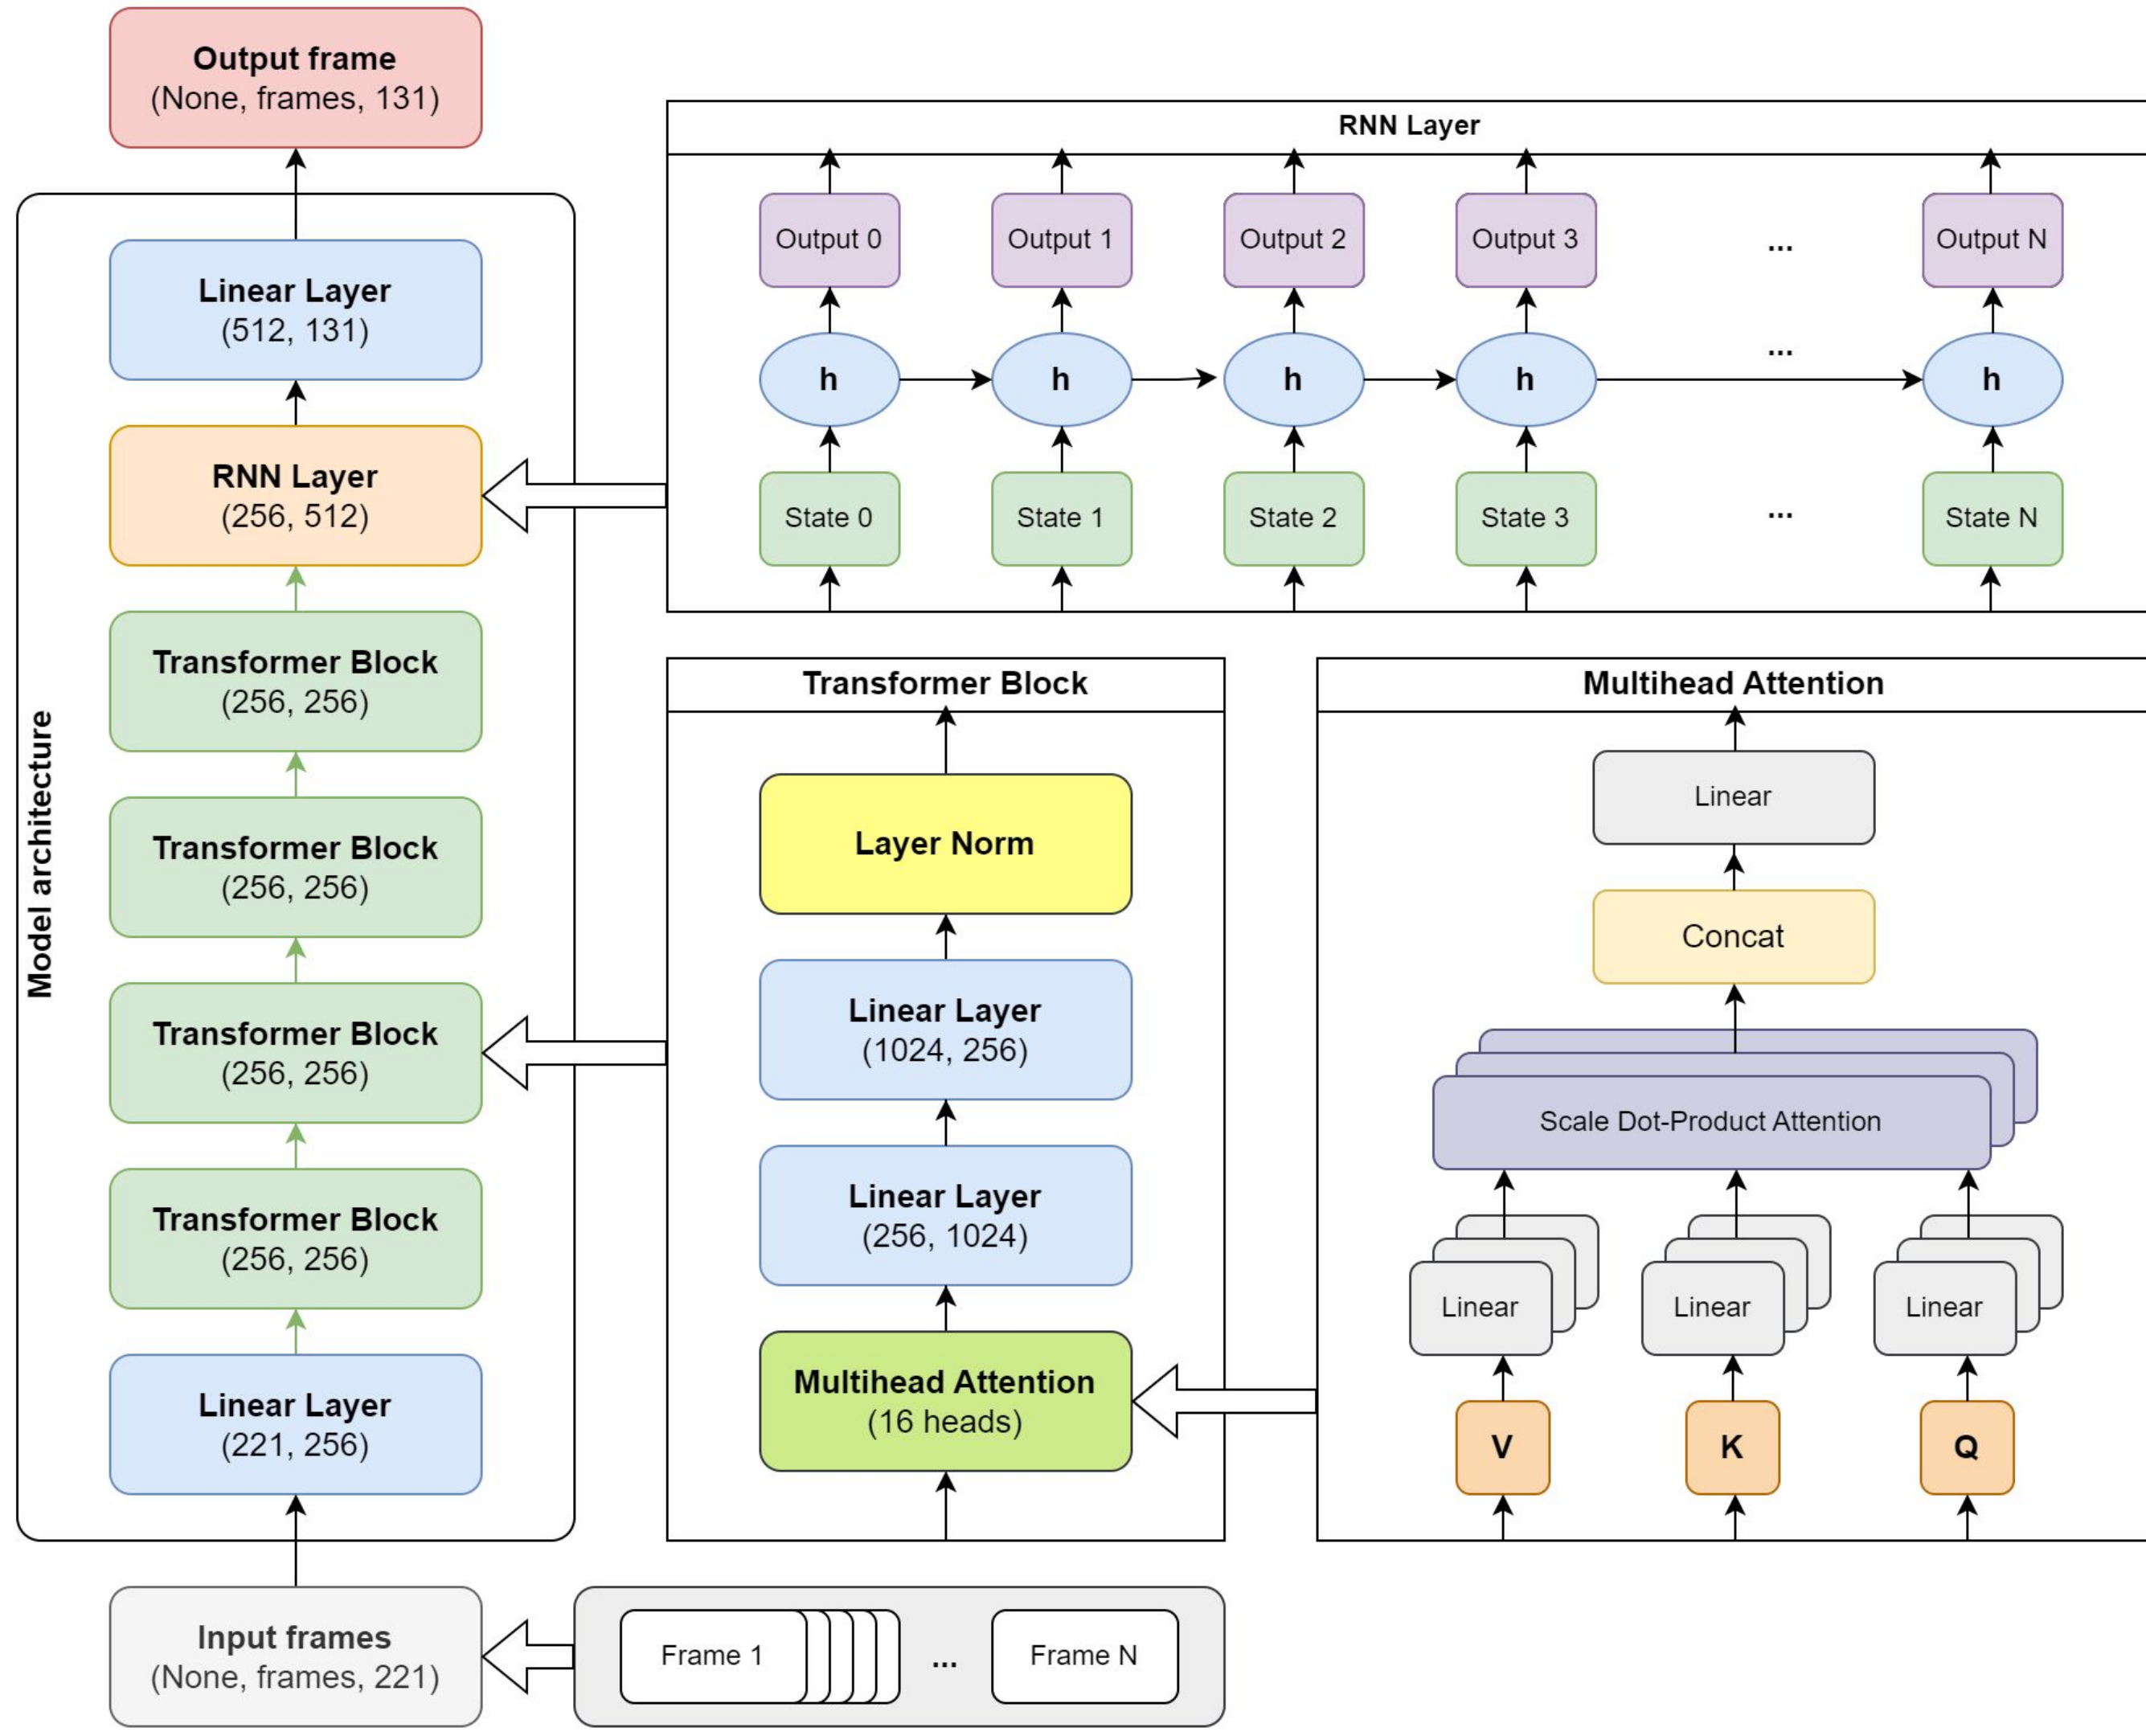 Output frame
(None, frames, 131)
Model architecture
Linear Layer
(512, 131)
RNN Layer
(256, 512)
Transformer Block
(256, 256)
Transformer Block
(256, 256)
Transformer Block
(256, 256)
Transformer Block
(256, 256)
Linear Layer
(221, 256)
Input frames
(None, frames, 221)
Frame 1
...
Frame N
RNN Layer
Output 0
Output 1
Output 2
Output 3
...
Output N
h
h
h
h
...
h
State 0
State 1
State 2
State 3
...
State N
Transformer Block
Layer Norm
Linear Layer
(1024, 256)
Linear Layer
(256, 1024)
Multihead Attention
(16 heads)
Multihead Attention
Linear
Concat
Scale Dot-Product Attention
Linear
Linear
Linear
V
K
Q